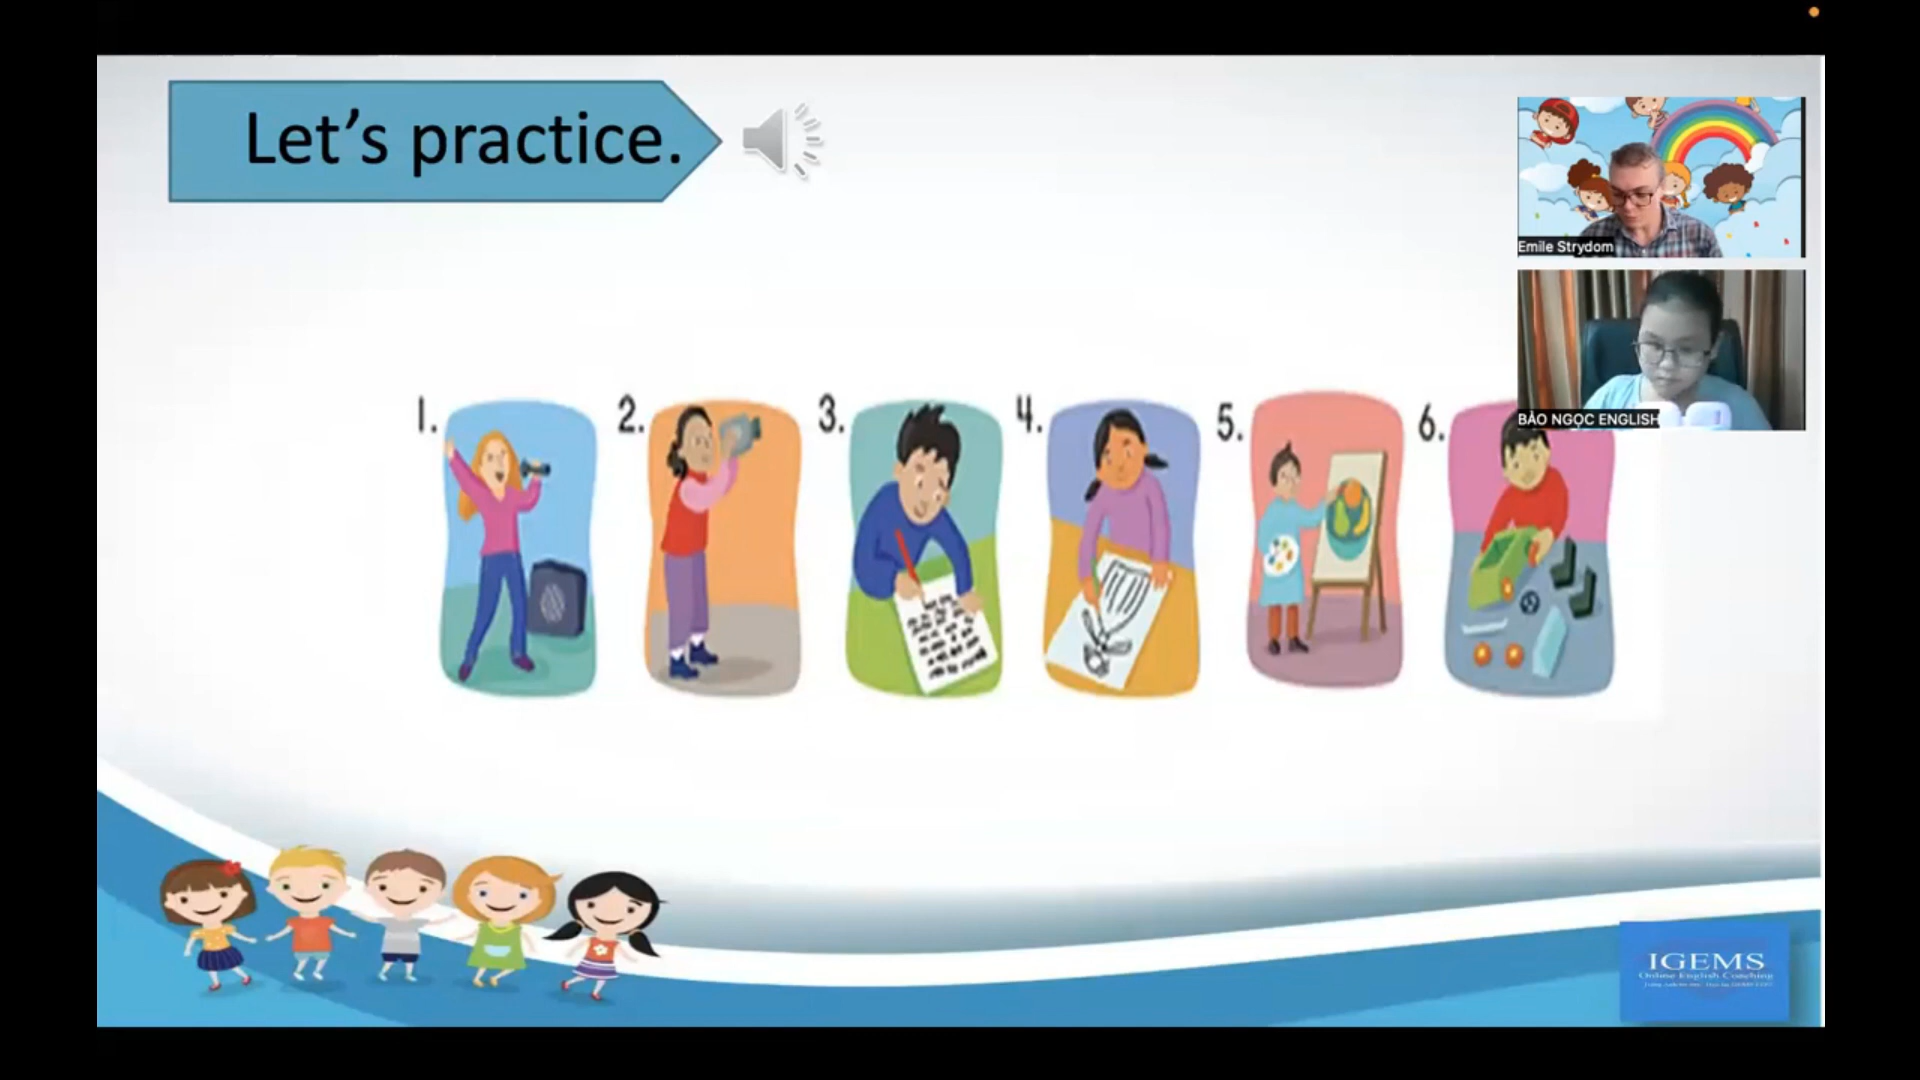 Let's practice.
Emile Strydom
BẢO NGỌC ENGLISH
1. 2. 3. 4. 5. 6.
IGEMS
Online English Coaching